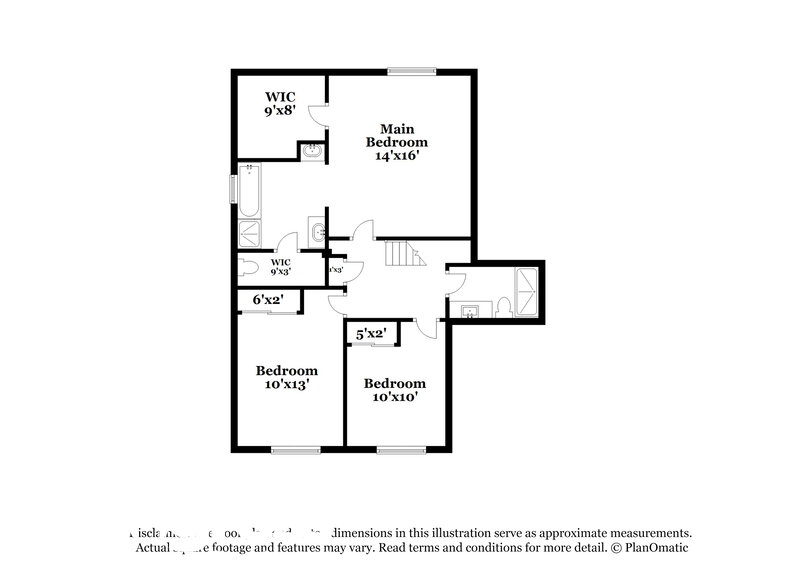 WIC
9'x8'
Main
Bedroom
14'x16'
WIC
9'x3'
1'x3'
6'x2'
5'x2'
Bedroom
10'x13'
Bedroom
10'x10'
dimensions in this illustration serve as approximate measurements.
Actual footage and features may vary. Read terms and conditions for more detail. © PlanOmatic